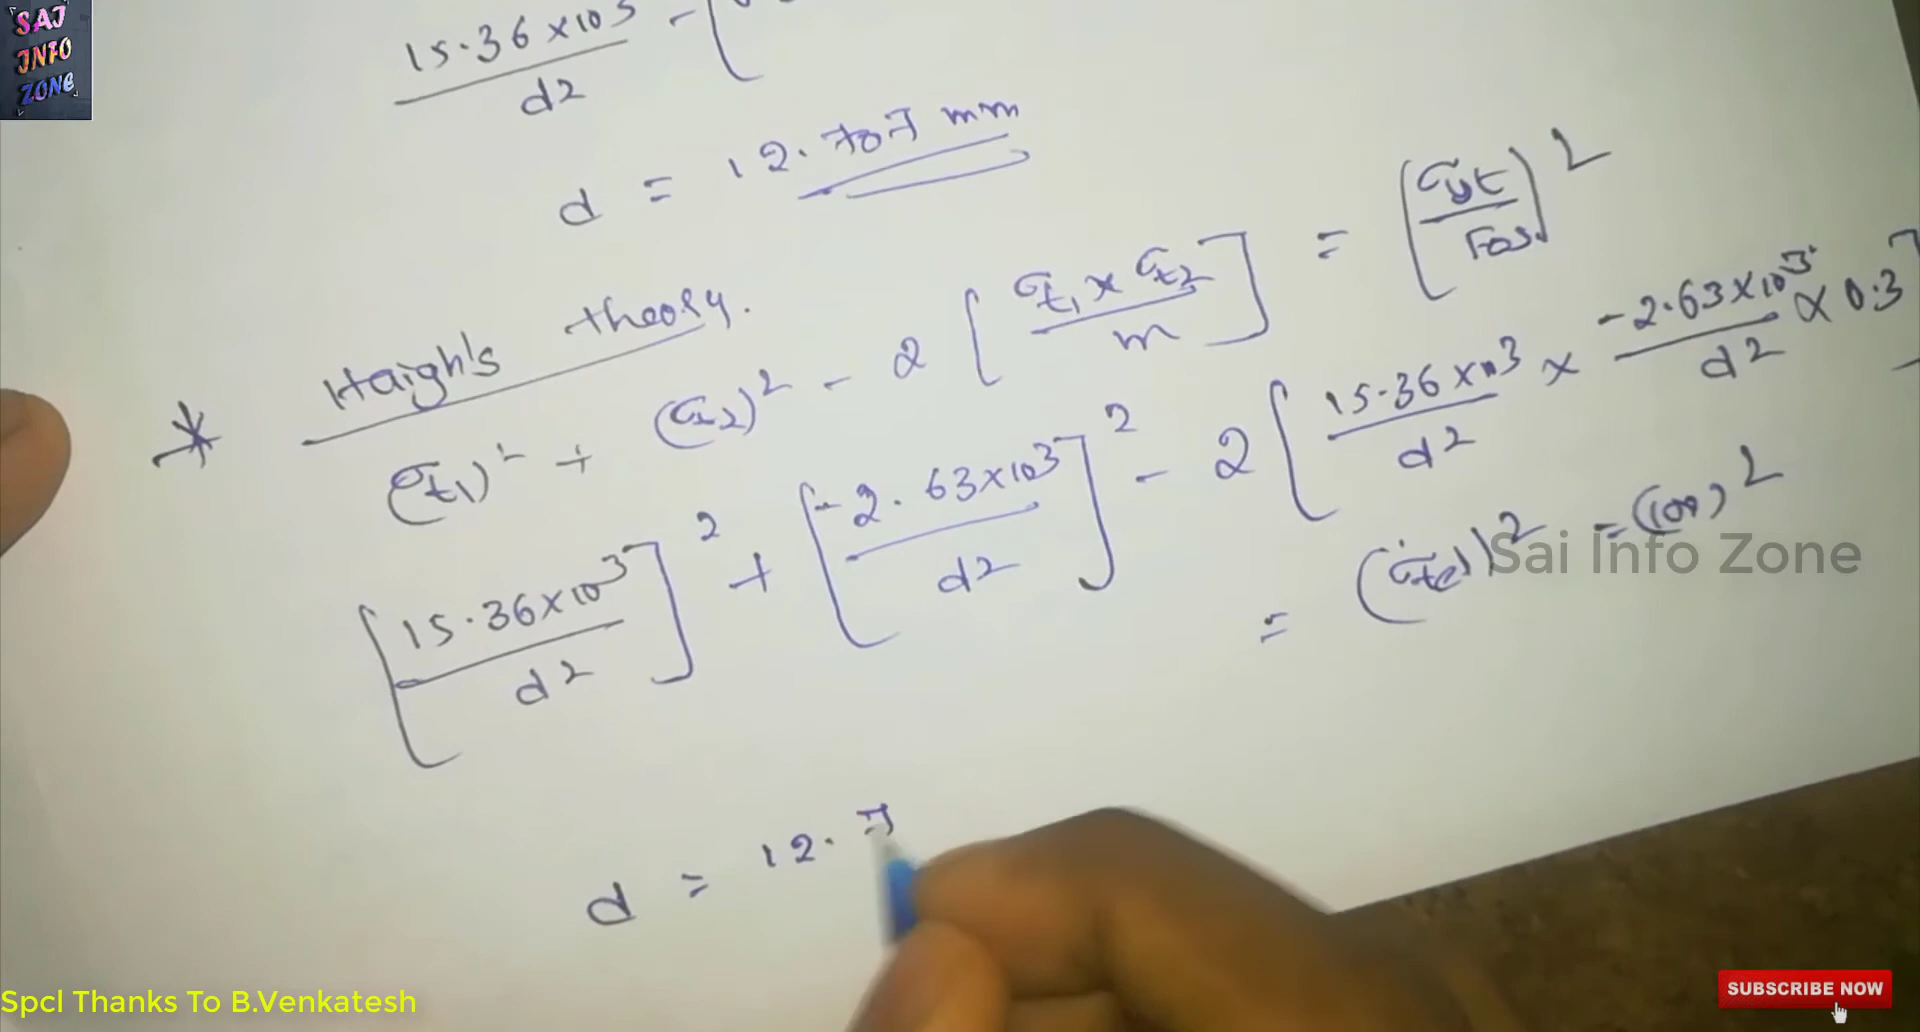 SAI
INFO
ZONE
15.36×10³ -
d2
d = 12.707 mm
* Haigh's theory.
(σt1)² + (σt2)² - 2 [σt1 × σt2 / m] = [σyt / Fos]²
[15.36×10³ / d2]² + [-2.63×10³ / d2]² - 2 [15.36×10³ / d2 × -2.63×10³ / d2 × 0.3]
= (σte)² = (100)²
Sai Info Zone
d = 12.7
Spcl Thanks To B.Venkatesh
SUBSCRIBE NOW